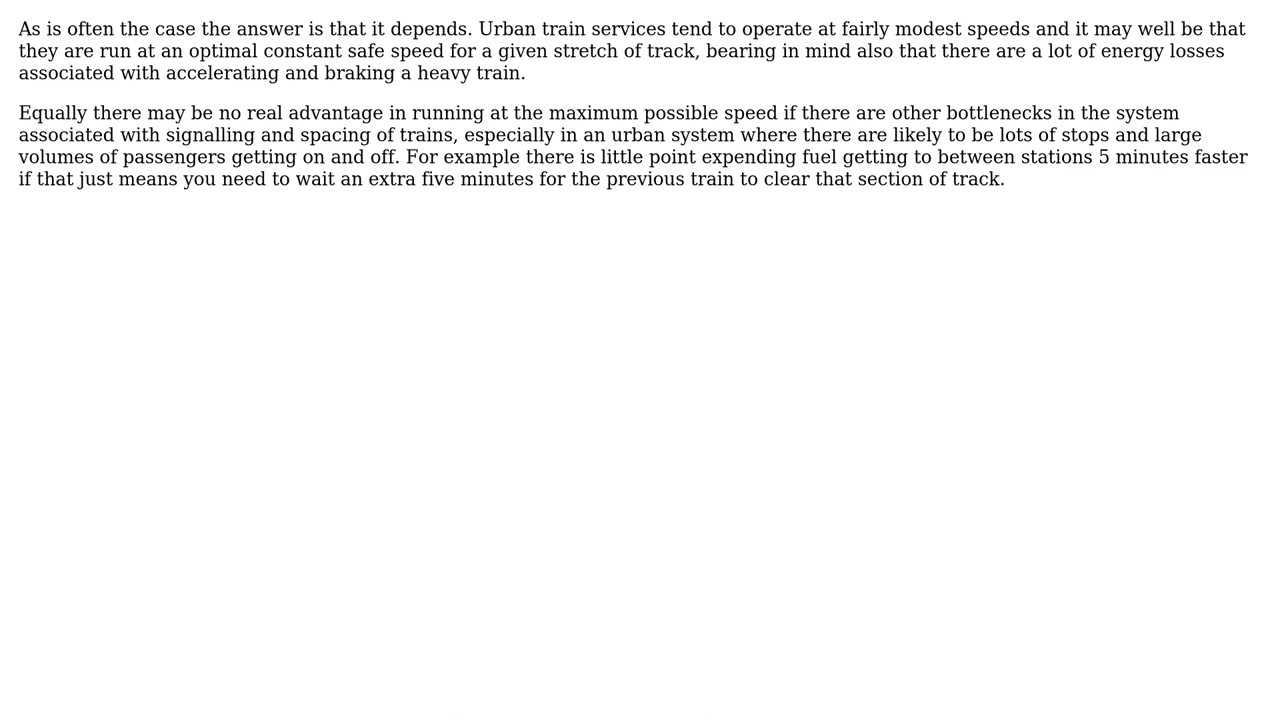 As is often the case the answer is that it depends. Urban train services tend to operate at fairly modest speeds and it may well be that
they are run at an optimal constant safe speed for a given stretch of track, bearing in mind also that there are a lot of energy losses
associated with accelerating and braking a heavy train.
Equally there may be no real advantage in running at the maximum possible speed if there are other bottlenecks in the system
associated with signalling and spacing of trains, especially in an urban system where there are likely to be lots of stops and large
volumes of passengers getting on and off. For example there is little point expending fuel getting to between stations 5 minutes faster
if that just means you need to wait an extra five minutes for the previous train to clear that section of track.